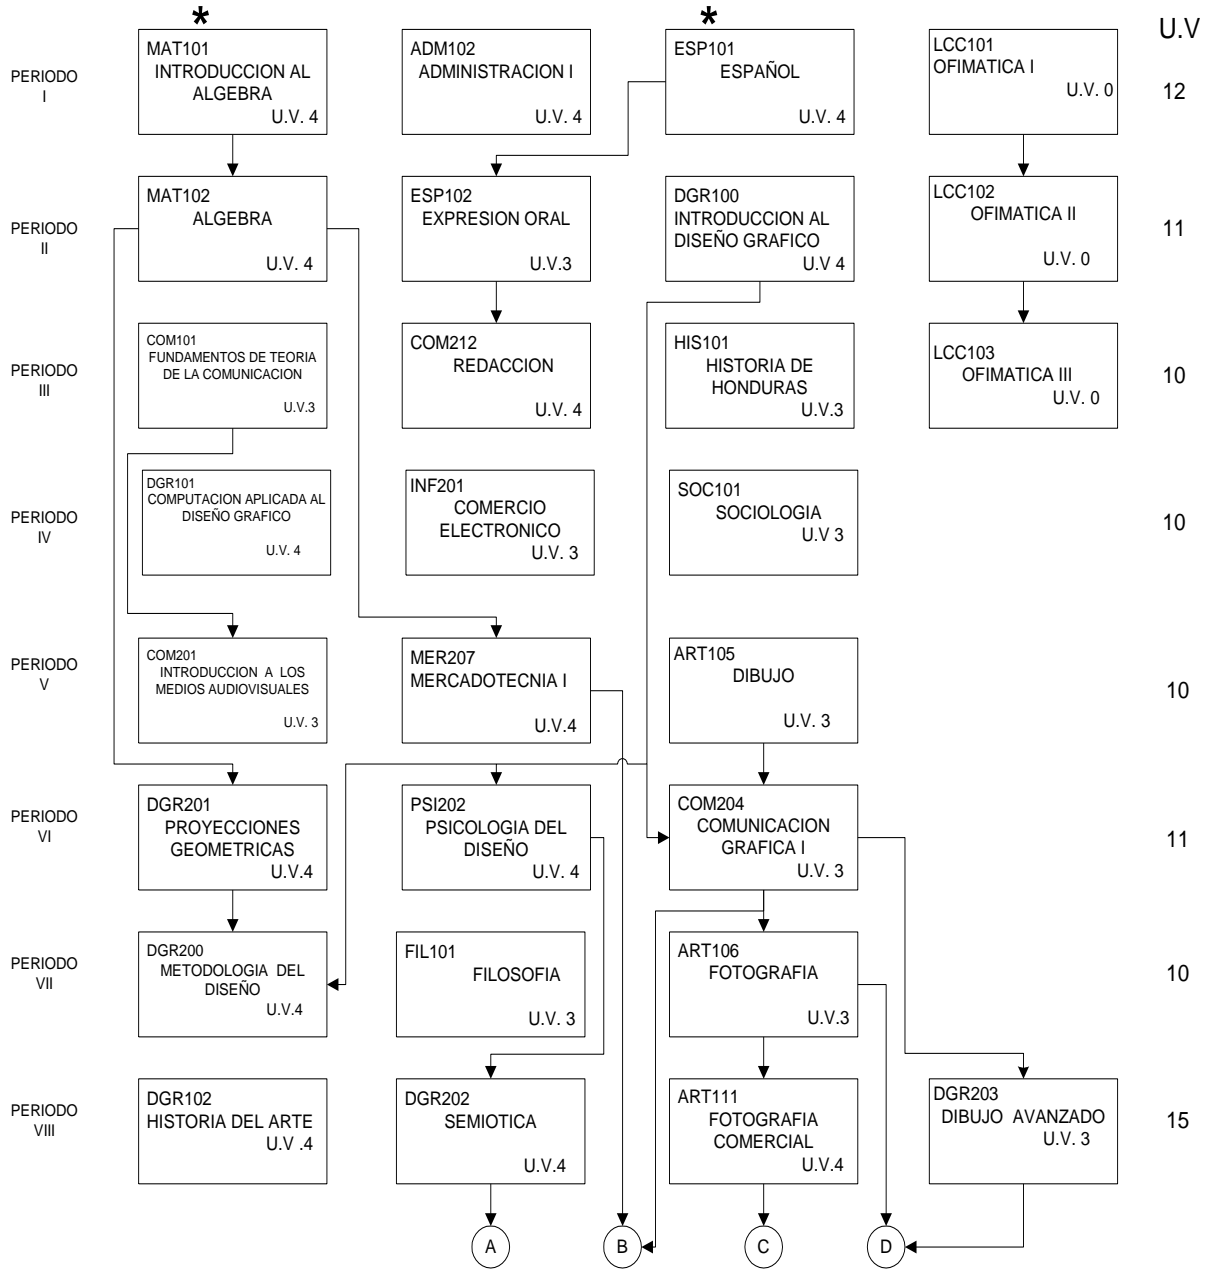 *
*
U.V
PERIODO
I
MAT101
INTRODUCCION AL
ALGEBRA
U.V. 4
ADM102
ADMINISTRACION I
U.V. 4
ESP101
ESPAÑOL
U.V. 4
LCC101
OFIMATICA I
U.V. 0
12
PERIODO
II
MAT102
ALGEBRA
U.V. 4
ESP102
EXPRESION ORAL
U.V.3
DGR100
INTRODUCCION AL
DISEÑO GRAFICO
U.V 4
LCC102
OFIMATICA II
U.V. 0
11
PERIODO
III
COM101
FUNDAMENTOS DE TEORIA
DE LA COMUNICACION
U.V.3
COM212
REDACCION
U.V. 4
HIS101
HISTORIA DE
HONDURAS
U.V.3
LCC103
OFIMATICA III
U.V. 0
10
PERIODO
IV
DGR101
COMPUTACION APLICADA AL
DISEÑO GRAFICO
U.V. 4
INF201
COMERCIO
ELECTRONICO
U.V. 3
SOC101
SOCIOLOGIA
U.V 3
10
PERIODO
V
COM201
INTRODUCCION A LOS
MEDIOS AUDIOVISUALES
U.V. 3
MER207
MERCADOTECNIA I
U.V.4
ART105
DIBUJO
U.V. 3
10
PERIODO
VI
DGR201
PROYECCIONES
GEOMETRICAS
U.V.4
PSI202
PSICOLOGIA DEL
DISEÑO
U.V. 4
COM204
COMUNICACION
GRAFICA I
U.V. 3
11
PERIODO
VII
DGR200
METODOLOGIA DEL
DISEÑO
U.V.4
FIL101
FILOSOFIA
U.V. 3
ART106
FOTOGRAFIA
U.V.3
10
PERIODO
VIII
DGR102
HISTORIA DEL ARTE
U.V .4
DGR202
SEMIOTICA
U.V.4
ART111
FOTOGRAFIA
COMERCIAL
U.V.4
DGR203
DIBUJO AVANZADO
U.V. 3
15
A
B
C
D